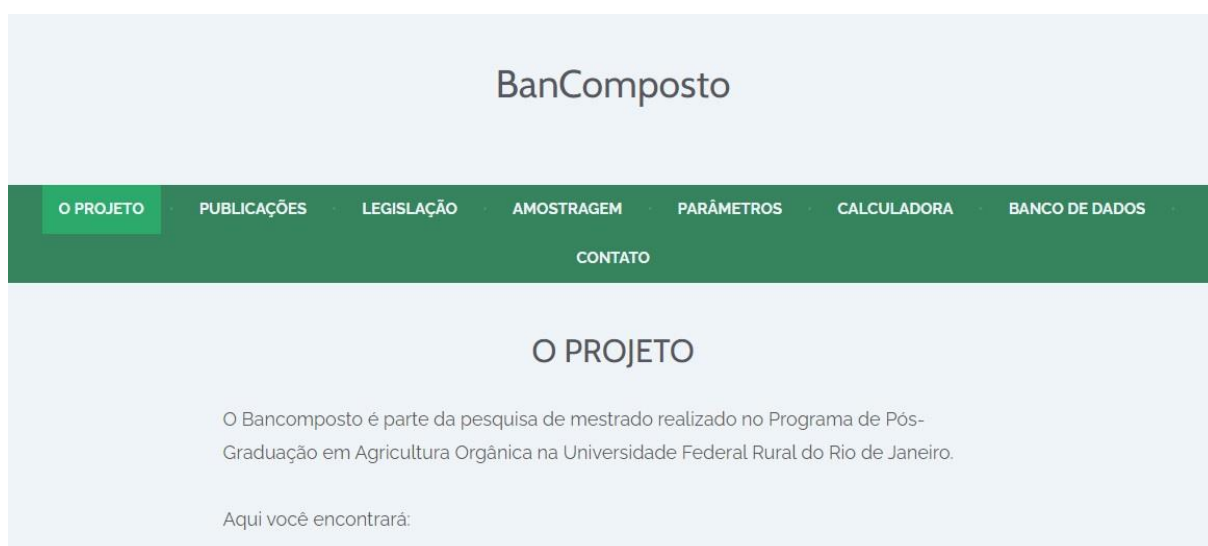 BanComposto
O PROJETO PUBLICAÇÕES LEGISLAÇÃO AMOSTRAGEM PARÂMETROS CALCULADORA BANCO DE DADOS
CONTATO
O PROJETO
O Bancomposto é parte da pesquisa de mestrado realizado no Programa de Pós-
Graduação em Agricultura Orgânica na Universidade Federal Rural do Rio de Janeiro.
Aqui você encontrará: